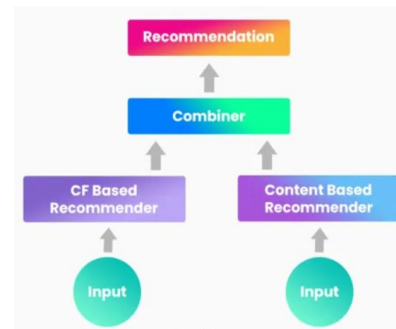 Recommendation
Combiner
CF Based
Recommender
Content Based
Recommender
Input
Input